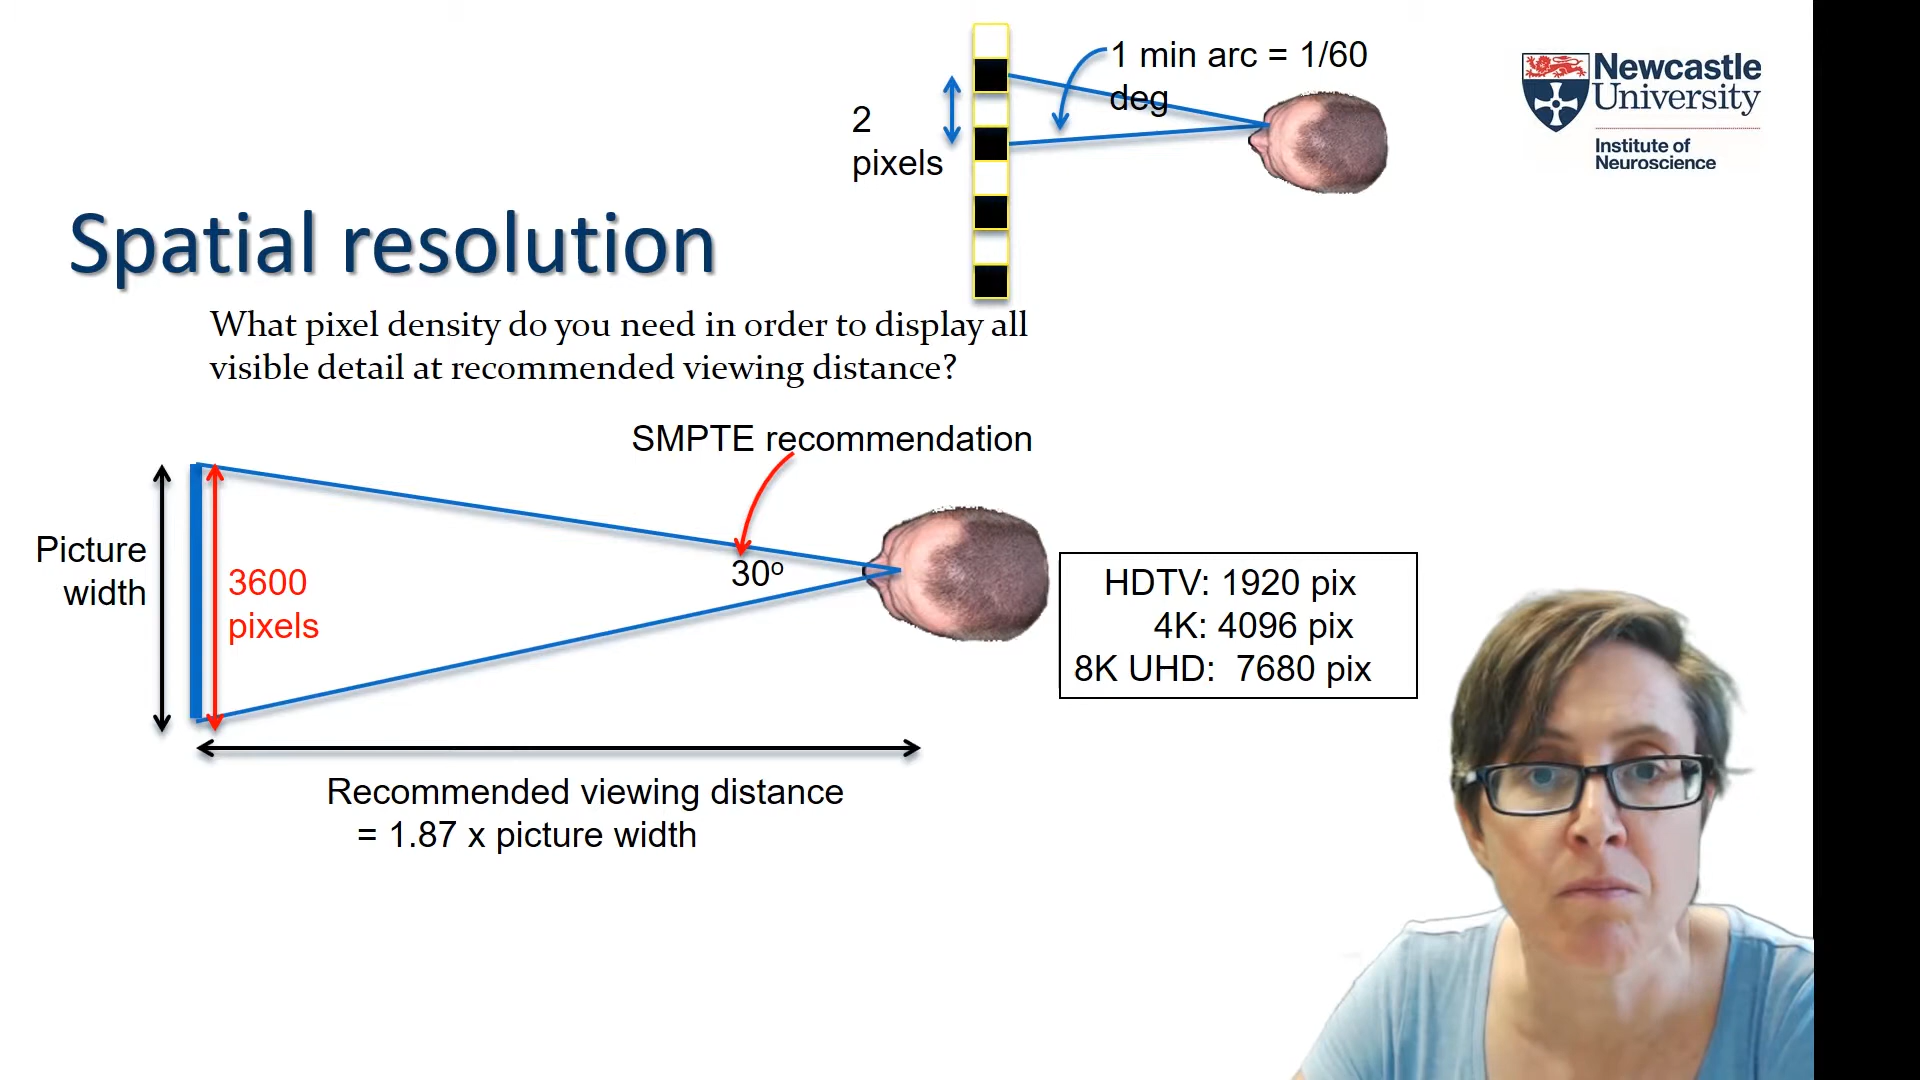 1 min arc = 1/60
deg
2
pixels
Newcastle
University
Institute of
Neuroscience
Spatial resolution
What pixel density do you need in order to display all
visible detail at recommended viewing distance?
SMPTE recommendation
Picture
width
3600
pixels
30º
HDTV: 1920 pix
4K: 4096 pix
8K UHD: 7680 pix
Recommended viewing distance
= 1.87 x picture width